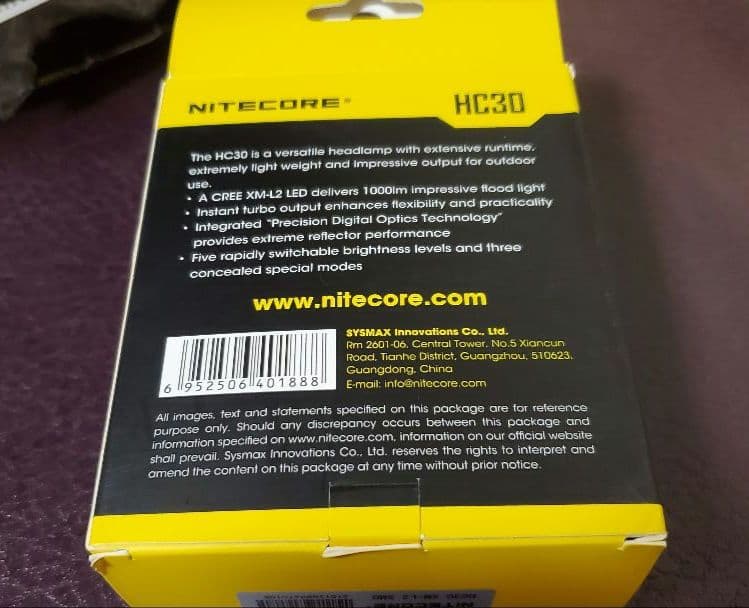 NITECORE® HC30
The HC30 is a versatile headlamp with extensive runtime,
extremely light weight and impressive output for outdoor
use.
• A CREE XM-L2 LED delivers 1000lm impressive flood light
• Instant turbo output enhances flexibility and practicality
• Integrated "Precision Digital Optics Technology"
provides extreme reflector performance
• Five rapidly switchable brightness levels and three
concealed special modes
www.nitecore.com
SYSMAX Innovations Co., Ltd.
Rm 2601-06, Central Tower, No.5 Xiancun
Road, Tianhe District, Guangzhou, 510623,
Guangdong, China
E-mail: info@nitecore.com
6 952506 401888
All images, text and statements specified on this package are for reference
purpose only. Should any discrepancy occurs between this package and
information specified on www.nitecore.com, information on our official website
shall prevail. Sysmax Innovations Co., Ltd. reserves the rights to interpret and
amend the content on this package at any time without prior notice.
HC30 XM-L2
NITECORE